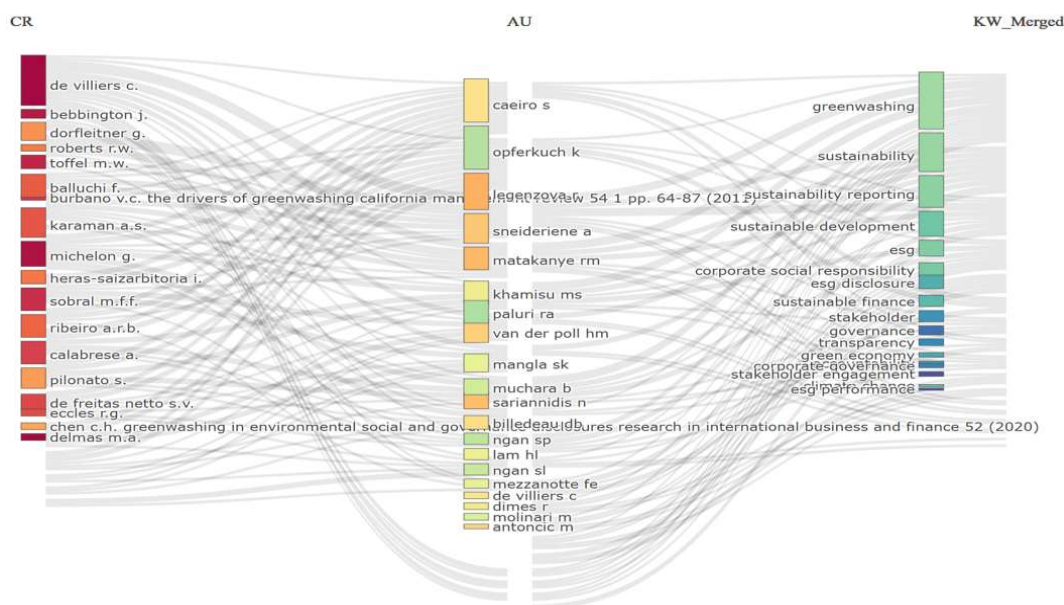 CR
AU
KW_Merged
de villiers c.
bebbington j.
dorfleitner g.
roberts r.w.
toffel m.w.
balluchi f.
burbano v.c. the drivers of greenwashing california management review 54 1 pp. 64-87 (2011)
karaman a.s.
michelon g.
heras-saizarbitoria i.
sobral m.f.f.
ribeiro a.r.b.
calabrese a.
pilonato s.
de freitas netto s.v.
eccles r.g.
chen c.h. greenwashing in environmental social and governance disclosures research in international business and finance 52 (2020)
delmas m.a.
caeiro s
opferkuch k
legenzova r
sneideriene a
matakanye rm
khamisu ms
paluri ra
van der poll hm
mangla sk
muchara b
sariannidis n
billedeau db
ngan sp
lam hl
ngan sl
mezzanotte fe
de villiers c
dimes r
molinari m
antoncic m
greenwashing
sustainability
sustainability reporting
sustainable development
esg
corporate social responsibility
esg disclosure
sustainable finance
stakeholder
governance
transparency
green economy
accountability
corporate governance
stakeholder engagement
climate change
esg performance